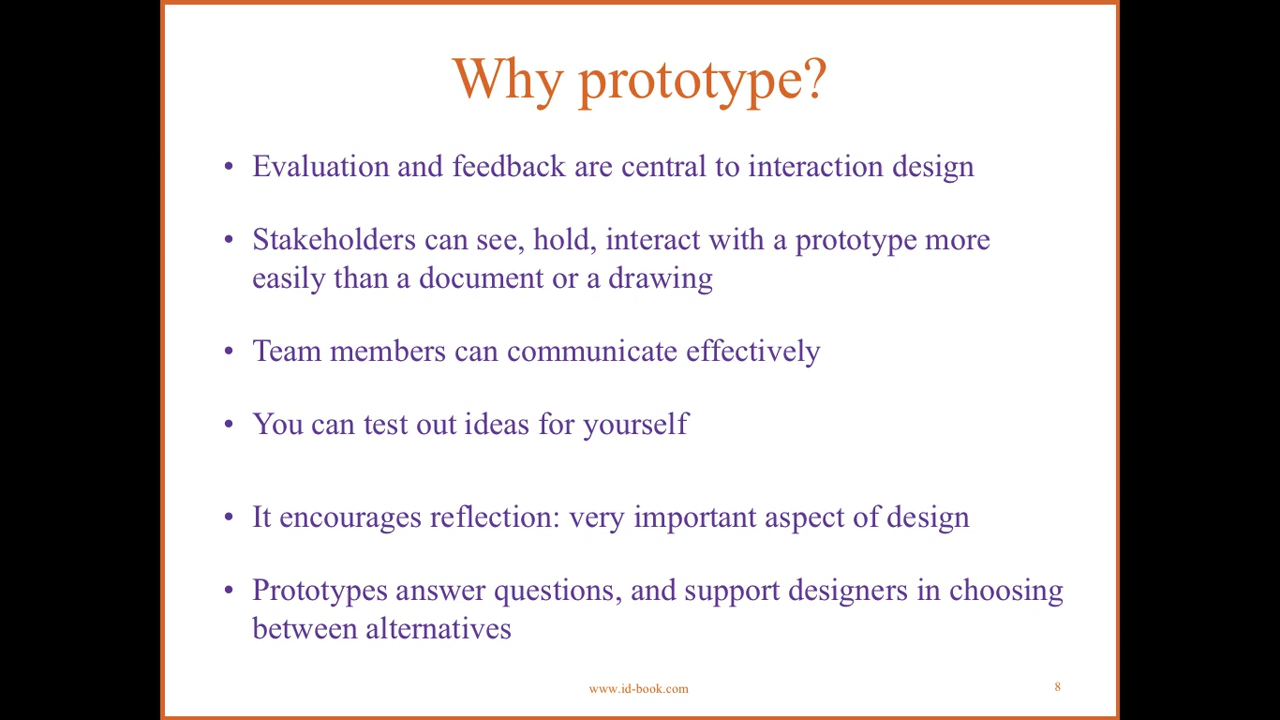 Why prototype?
• Evaluation and feedback are central to interaction design
• Stakeholders can see, hold, interact with a prototype more
easily than a document or a drawing
• Team members can communicate effectively
• You can test out ideas for yourself
• It encourages reflection: very important aspect of design
• Prototypes answer questions, and support designers in choosing
between alternatives
www.id-book.com
8